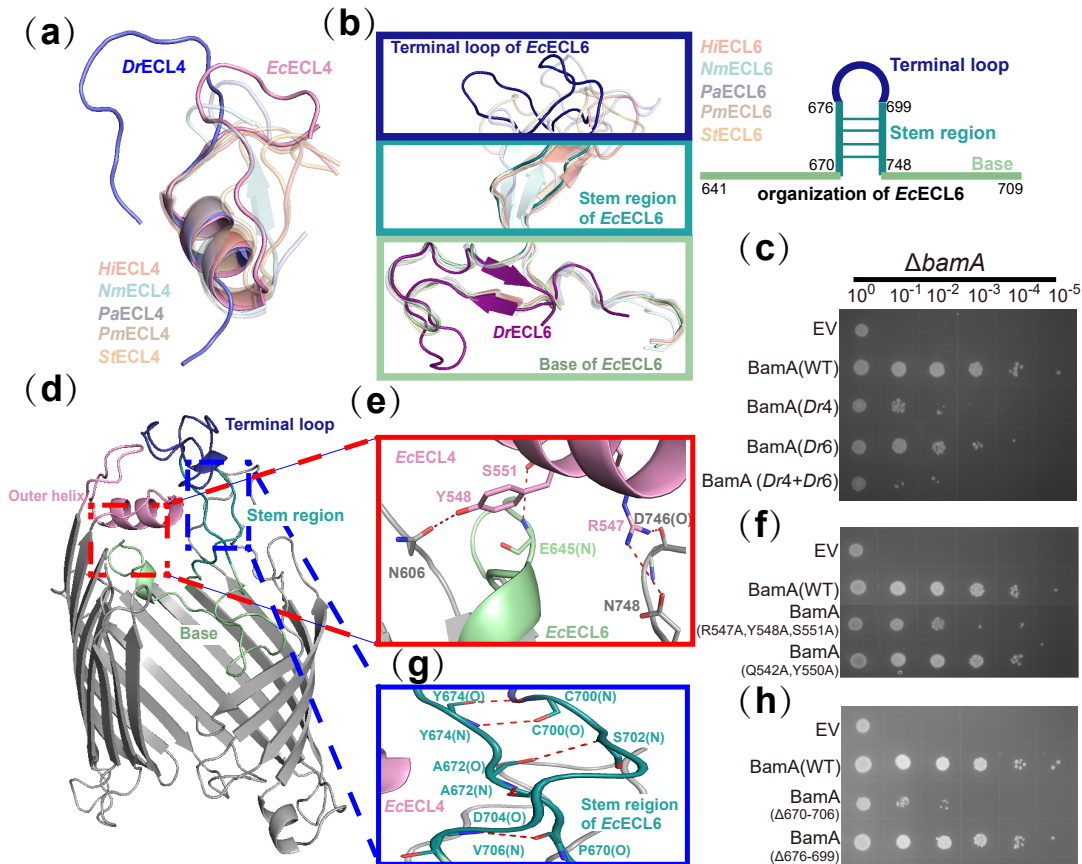 (a)
DrECL4
EcECL4
HiECL4
NmECL4
PaECL4
PmECL4
StECL4
(b)
Terminal loop of EcECL6
Stem region
of EcECL6
DrECL6
Base of EcECL6
HiECL6
NmECL6
PaECL6
PmECL6
StECL6
Terminal loop
676
699
Stem region
670
748
Base
641
709
organization of EcECL6
(c)
ΔbamA
10⁰ 10⁻¹ 10⁻² 10⁻³ 10⁻⁴ 10⁻⁵
EV
BamA(WT)
BamA(Dr4)
BamA(Dr6)
BamA (Dr4+Dr6)
(d)
Terminal loop
Outer helix
Stem region
Base
(e)
EcECL4
S551
Y548
R547
D746(O)
E645(N)
N606
N748
EcECL6
(f)
EV
BamA(WT)
BamA
(R547A,Y548A,S551A)
BamA
(Q542A,Y550A)
(g)
Y674(O)
C700(N)
Y674(N)
C700(O)
S702(N)
A672(O)
A672(N)
EcECL4
D704(O)
Stem reigion
of EcECL6
V706(N)
P670(O)
(h)
EV
BamA(WT)
BamA
(Δ670-706)
BamA
(Δ676-699)